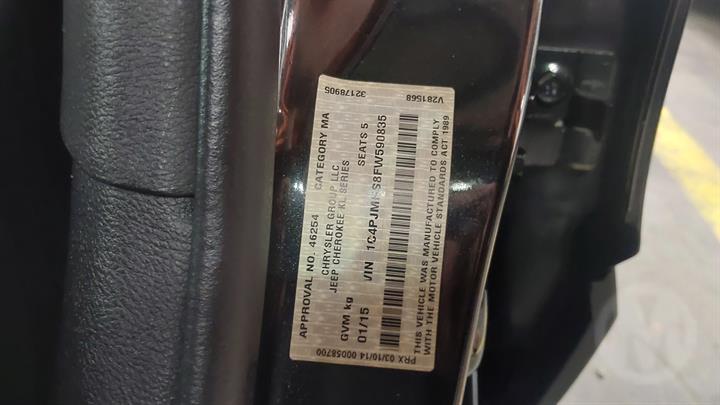 APPROVAL NO. 46254 CATEGORY MA 32178905
CHRYSLER GROUP LLC
JEEP CHEROKEE KL SERIES
GVM kg SEATS 5
01/15 VIN
THIS VEHICLE WAS MANUFACTURED TO COMPLY
WITH THE MOTOR VEHICLE STANDARDS ACT 1989
PRX 03/10/14 00058700 V281568